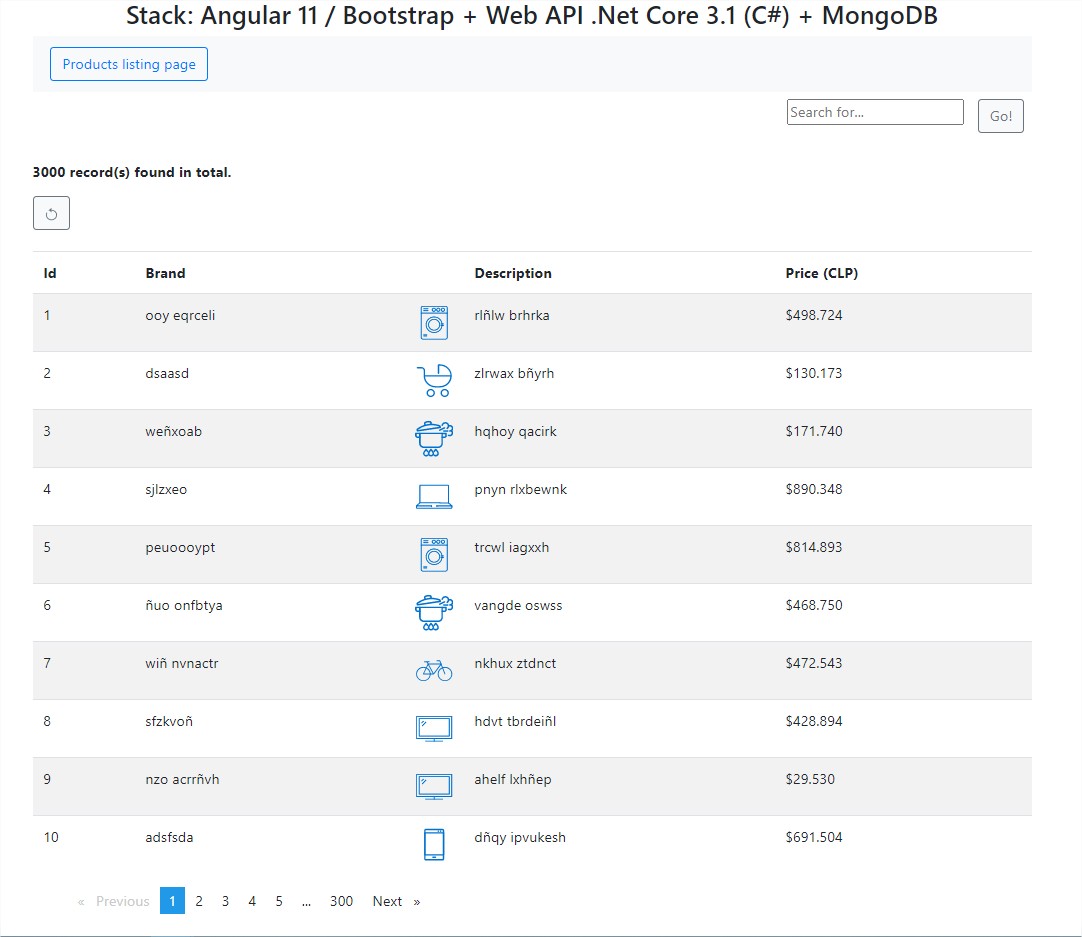 Stack: Angular 11 / Bootstrap + Web API .Net Core 3.1 (C#) + MongoDB
Products listing page
Search for... Go!
3000 record(s) found in total.
Id Brand Description Price (CLP)
1 ooy eqrceli rlñlw brhrka $498.724
2 dsaasd zlrwax bñyrh $130.173
3 weñxoab hqhoy qacirk $171.740
4 sjlzxeo pnyn rlxbewnk $890.348
5 peuoooypt trcwl iagxxh $814.893
6 ñuo onfbtya vangde oswss $468.750
7 wiñ nvnactr nkhux ztdnct $472.543
8 sfzkvoñ hdvt tbrdeiñl $428.894
9 nzo acrrñvh ahelf lxhñep $29.530
10 adsfsda dñqy ipvukesh $691.504
« Previous 1 2 3 4 5 ... 300 Next »